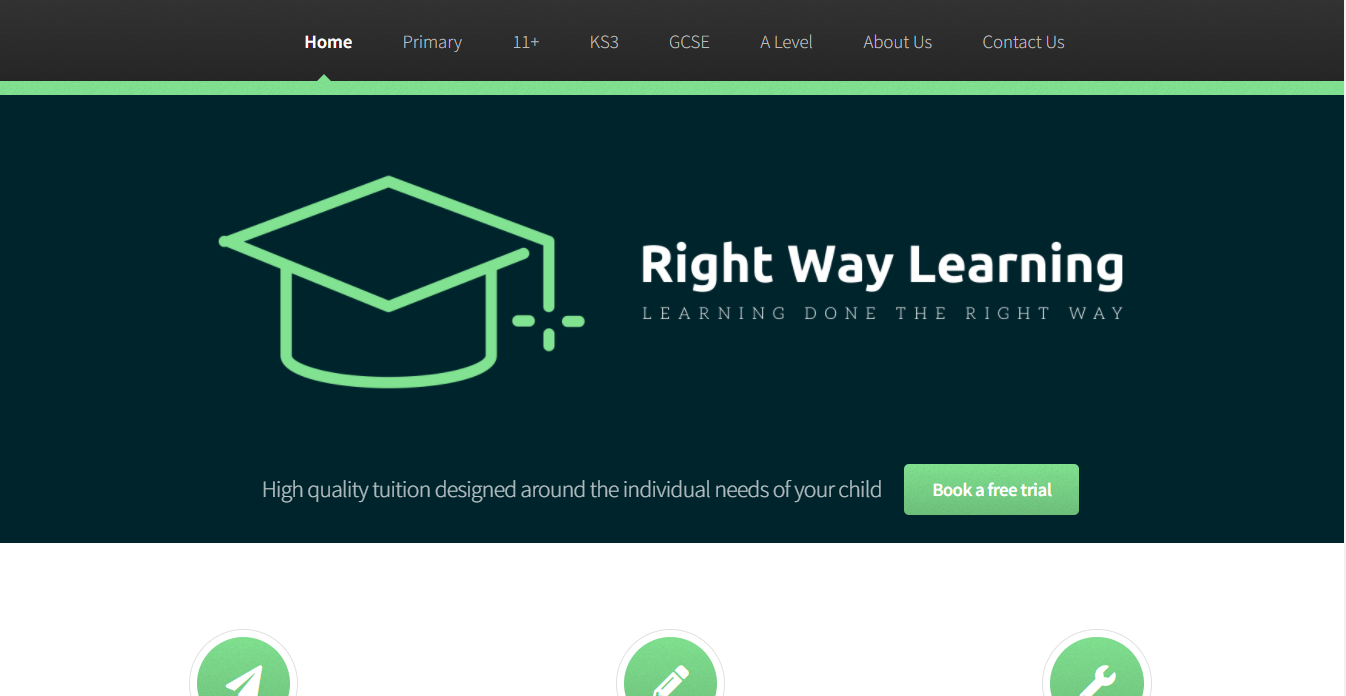 Home Primary 11+ KS3 GCSE A Level About Us Contact Us
Right Way Learning
LEARNING DONE THE RIGHT WAY
High quality tuition designed around the individual needs of your child Book a free trial